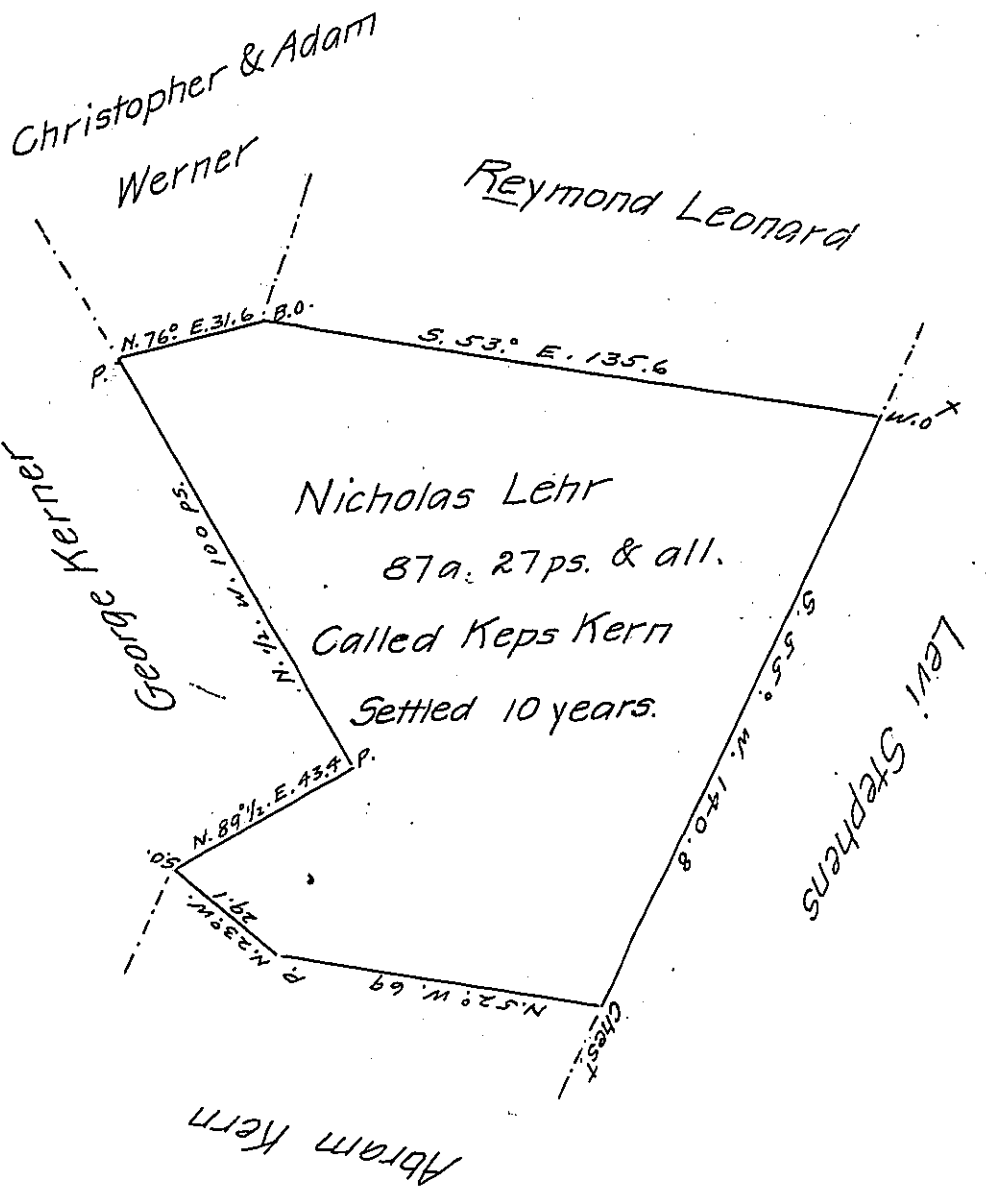 Christopher & Adam
Werner
Reymond Leonard
N. 76° E. 31.6
B.O.
P.
S. 53.° E. 135.6
W.O X
George Kerner
N. 1/2. W. 100 ps.
Nicholas Lehr
87a. 27 ps. & all.
Called Keps Kern
Settled 10 years.
S. 55° W. 140.8
Levi Stephens
P.
N. 89° 1/2. E. 43.4
S.O.
N. 23° W.
29.1
P.
N. 52° W. 69
Chest
Abram Kern